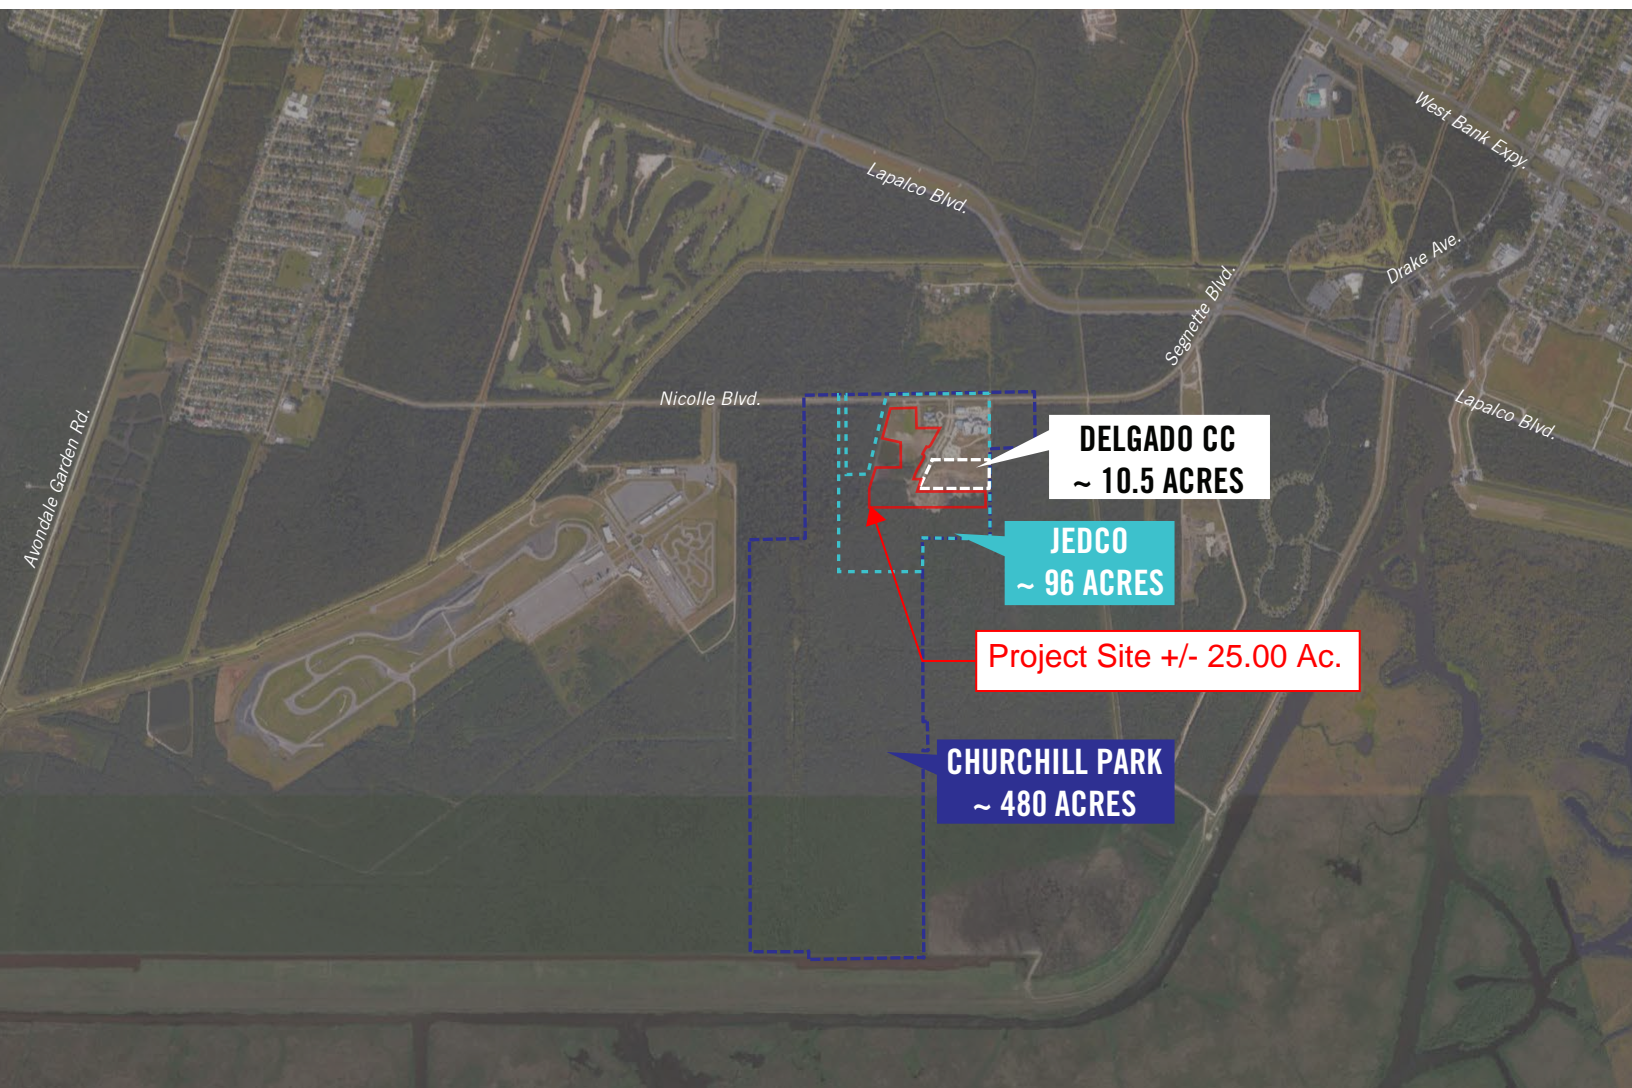 West Bank Expy.
Lapalco Blvd.
Drake Ave.
Segnette Blvd.
Nicolle Blvd.
Lapalco Blvd.
Avondale Garden Rd.
DELGADO CC
~ 10.5 ACRES
JEDCO
~ 96 ACRES
Project Site +/- 25.00 Ac.
CHURCHILL PARK
~ 480 ACRES